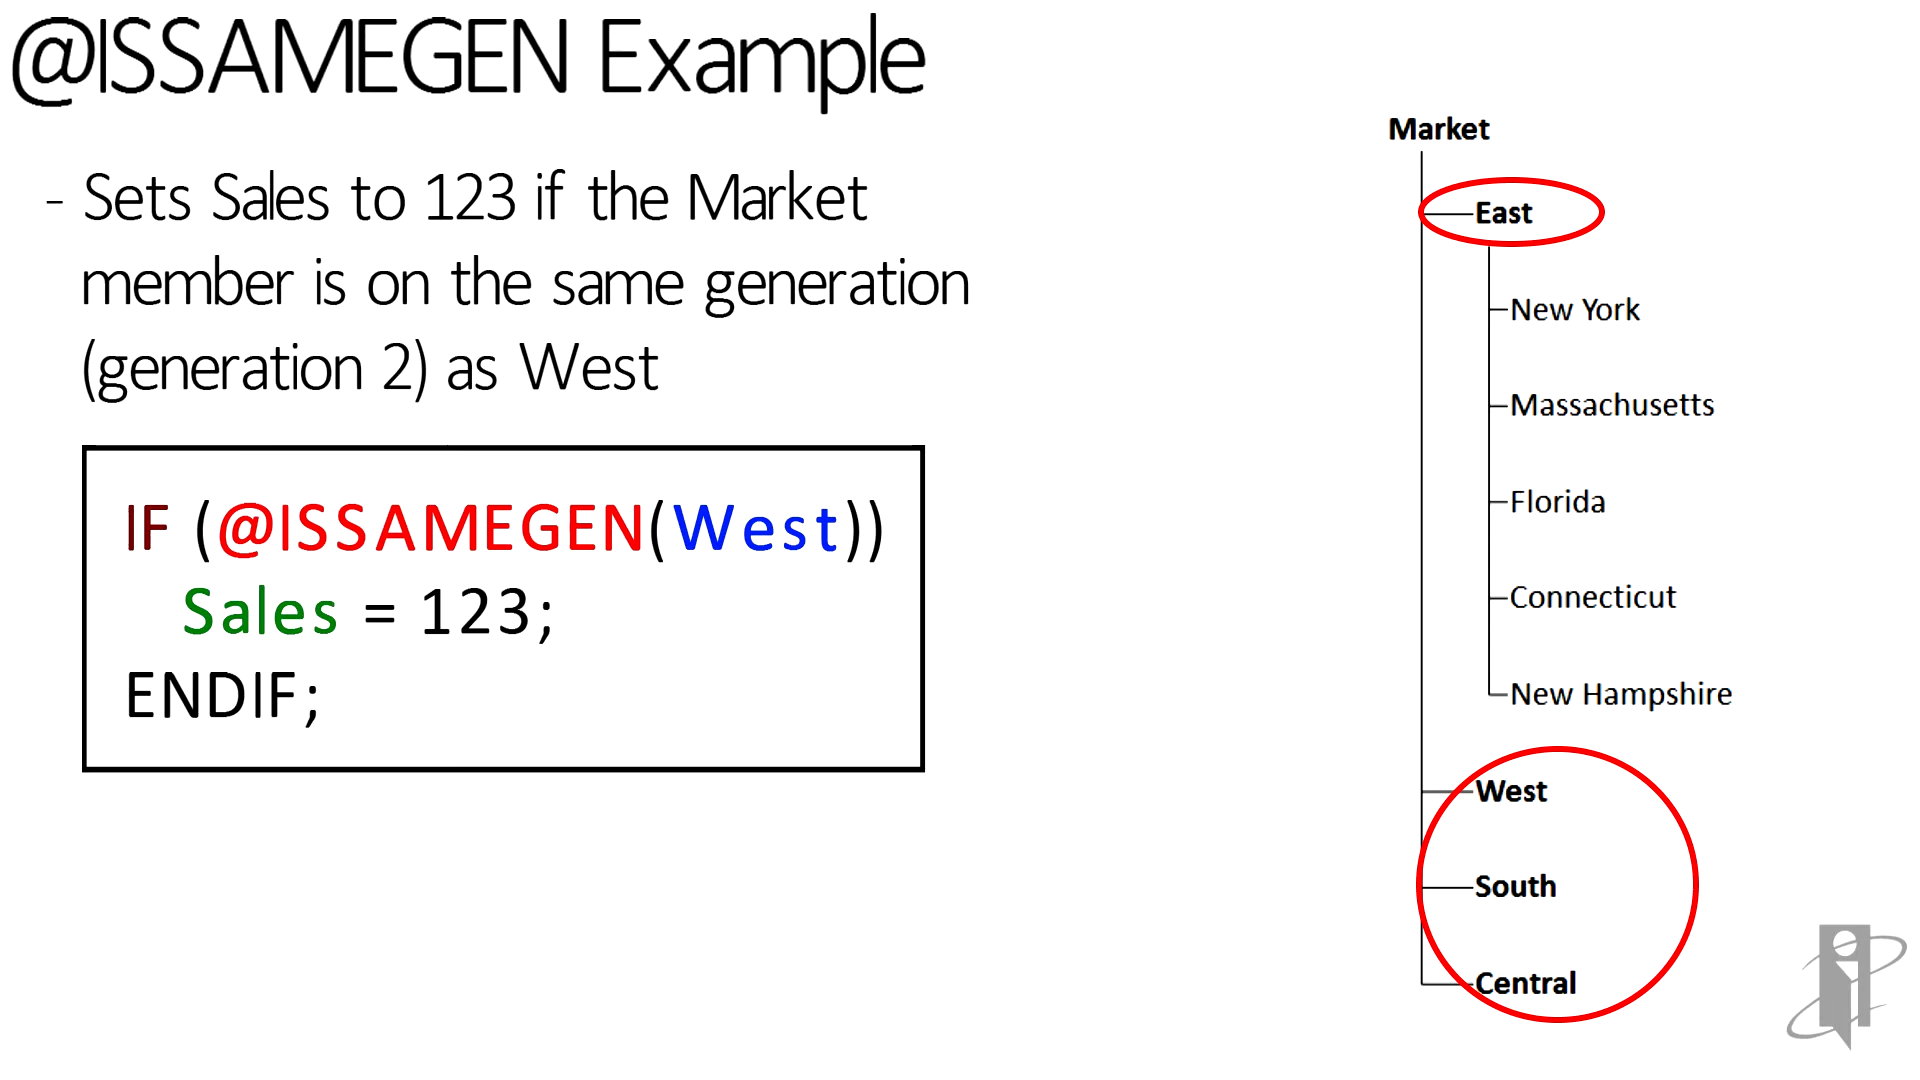 @ISSAMEGEN Example
- Sets Sales to 123 if the Market
member is on the same generation
(generation 2) as West
IF (@ISSAMEGEN(West))
Sales = 123;
ENDIF;
Market
East
New York
Massachusetts
Florida
Connecticut
New Hampshire
West
South
Central